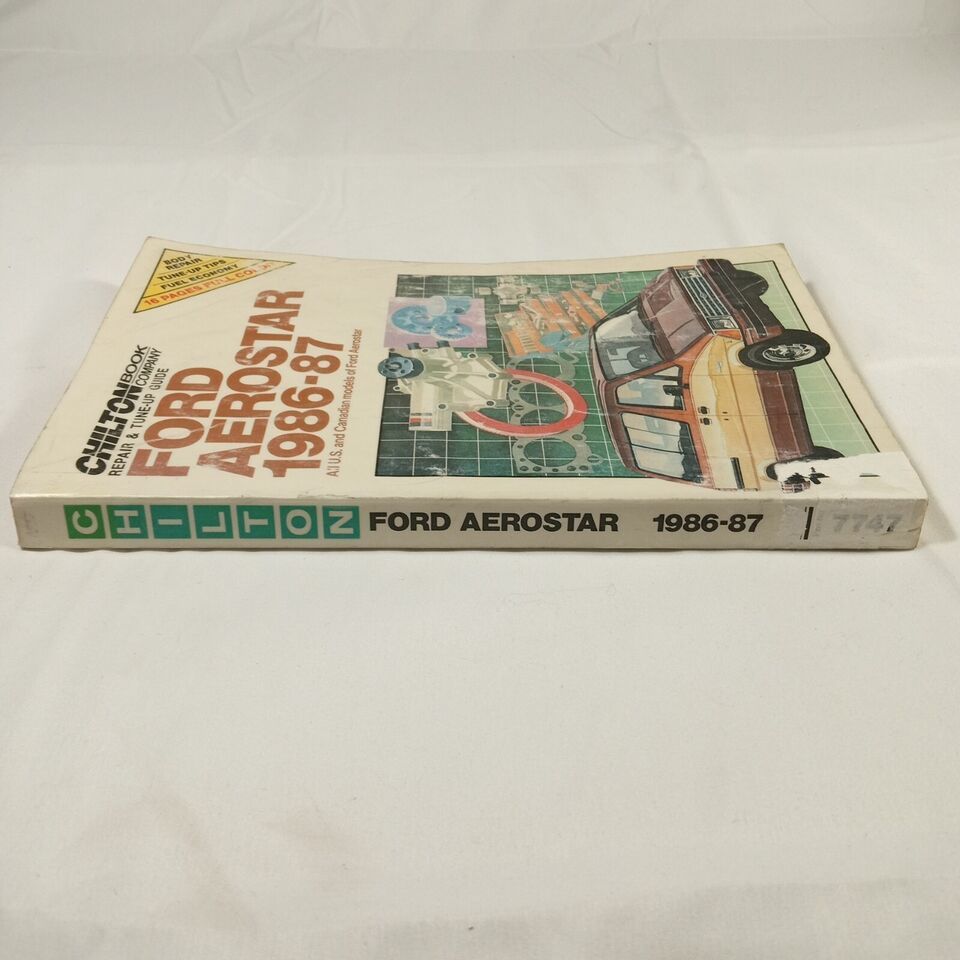 BODY
REPAIR
TUNE-UP TIPS
FUEL ECONOMY
16 PAGES FULL COLOR
CHILTON BOOK
COMPANY
REPAIR & TUNE-UP GUIDE
FORD
AEROSTAR
1986-87
All U.S. and Canadian models of Ford Aerostar
CHILTON FORD AEROSTAR 1986-87 7747